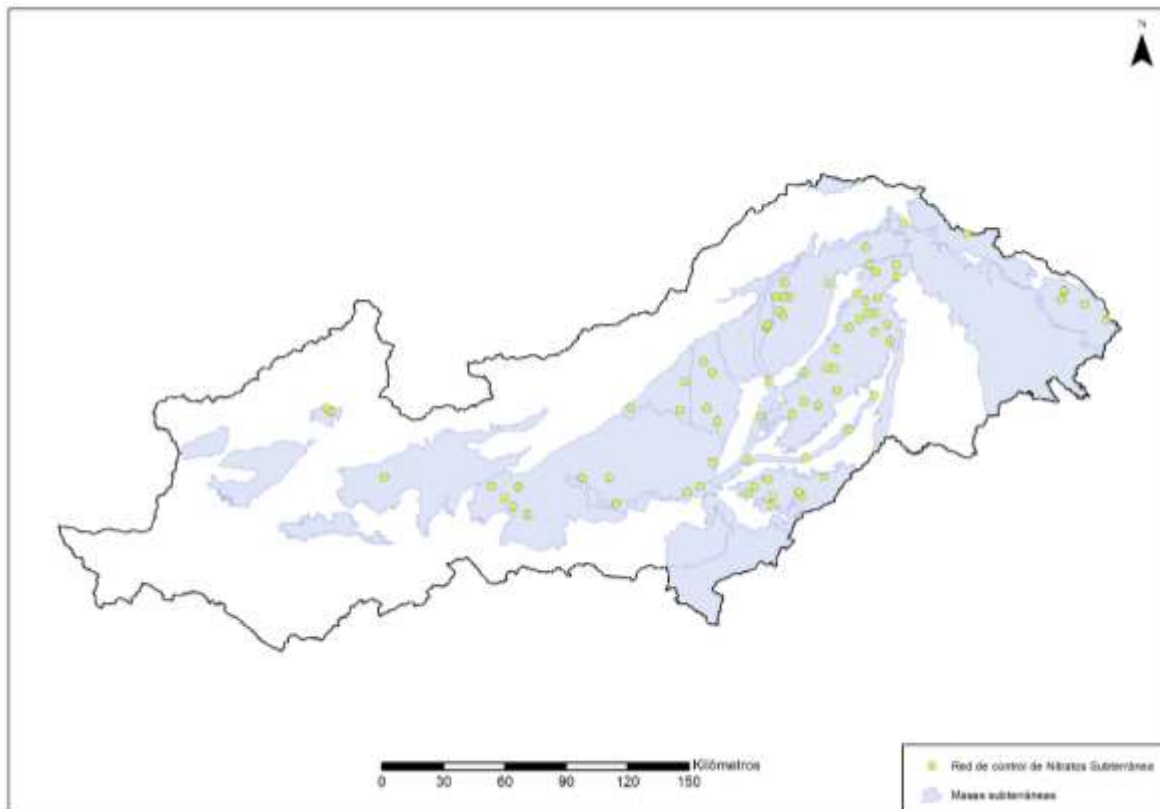 N
Kilómetros
0 30 60 90 120 150
Red de control de Nitratos Subterránea
Masas subterráneas